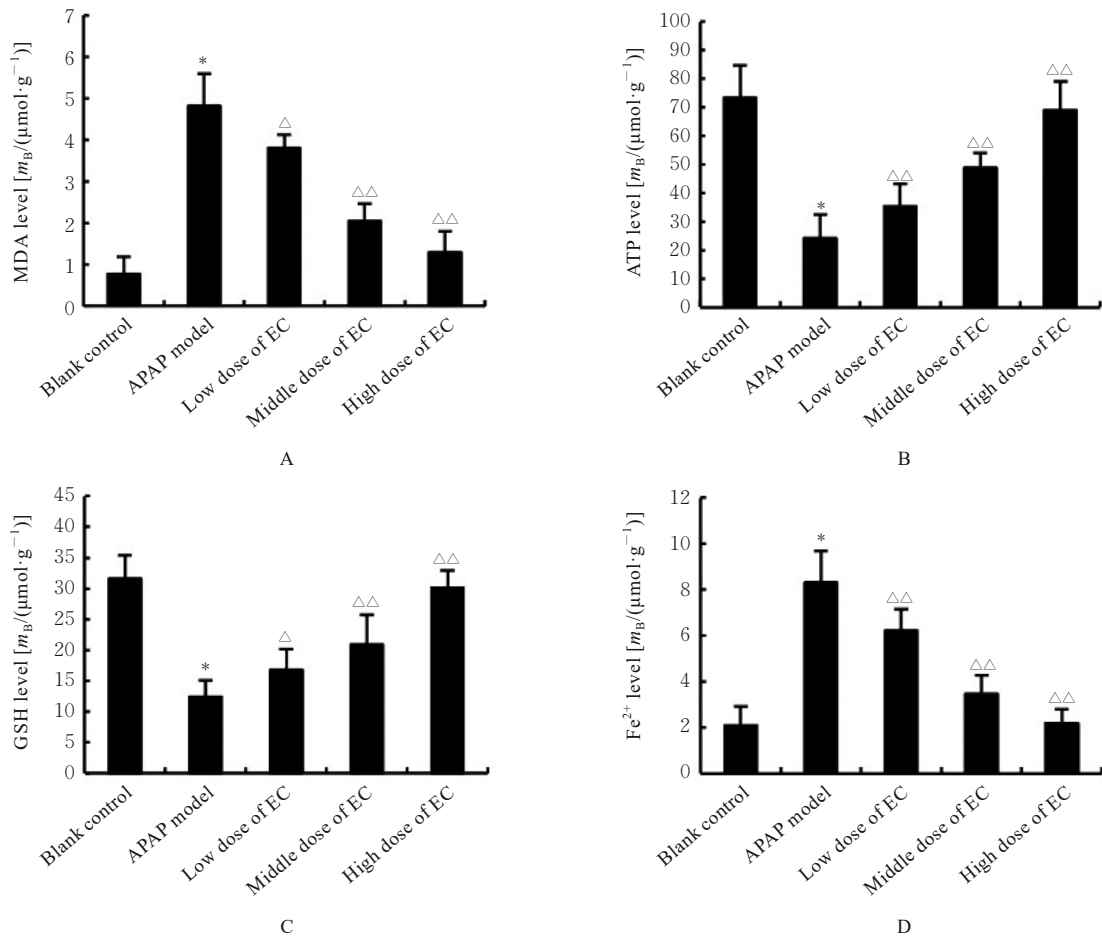 MDA level [mB/(μmol·g−1)]
7
6
5
4
3
2
1
0
*
△
△△
△△
Blank control
APAP model
Low dose of EC
Middle dose of EC
High dose of EC
A
ATP level [mB/(μmol·g−1)]
100
90
80
70
60
50
40
30
20
10
0
*
△△
△△
△△
Blank control
APAP model
Low dose of EC
Middle dose of EC
High dose of EC
B
GSH level [mB/(μmol·g−1)]
45
40
35
30
25
20
15
10
5
0
*
△
△△
△△
Blank control
APAP model
Low dose of EC
Middle dose of EC
High dose of EC
C
Fe2+ level [mB/(μmol·g−1)]
12
10
8
6
4
2
0
*
△△
△△
△△
Blank control
APAP model
Low dose of EC
Middle dose of EC
High dose of EC
D